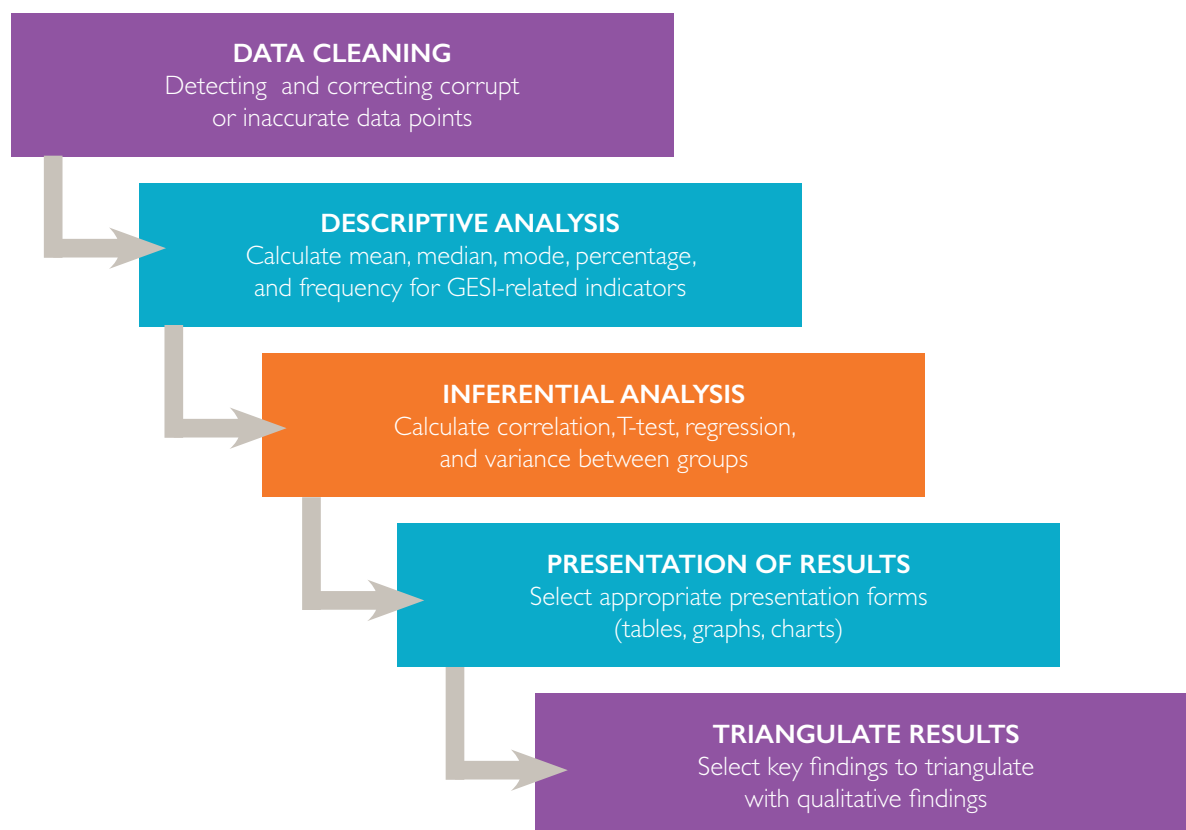 DATA CLEANING
Detecting and correcting corrupt
or inaccurate data points
DESCRIPTIVE ANALYSIS
Calculate mean, median, mode, percentage,
and frequency for GESI-related indicators
INFERENTIAL ANALYSIS
Calculate correlation, T-test, regression,
and variance between groups
PRESENTATION OF RESULTS
Select appropriate presentation forms
(tables, graphs, charts)
TRIANGULATE RESULTS
Select key findings to triangulate
with qualitative findings